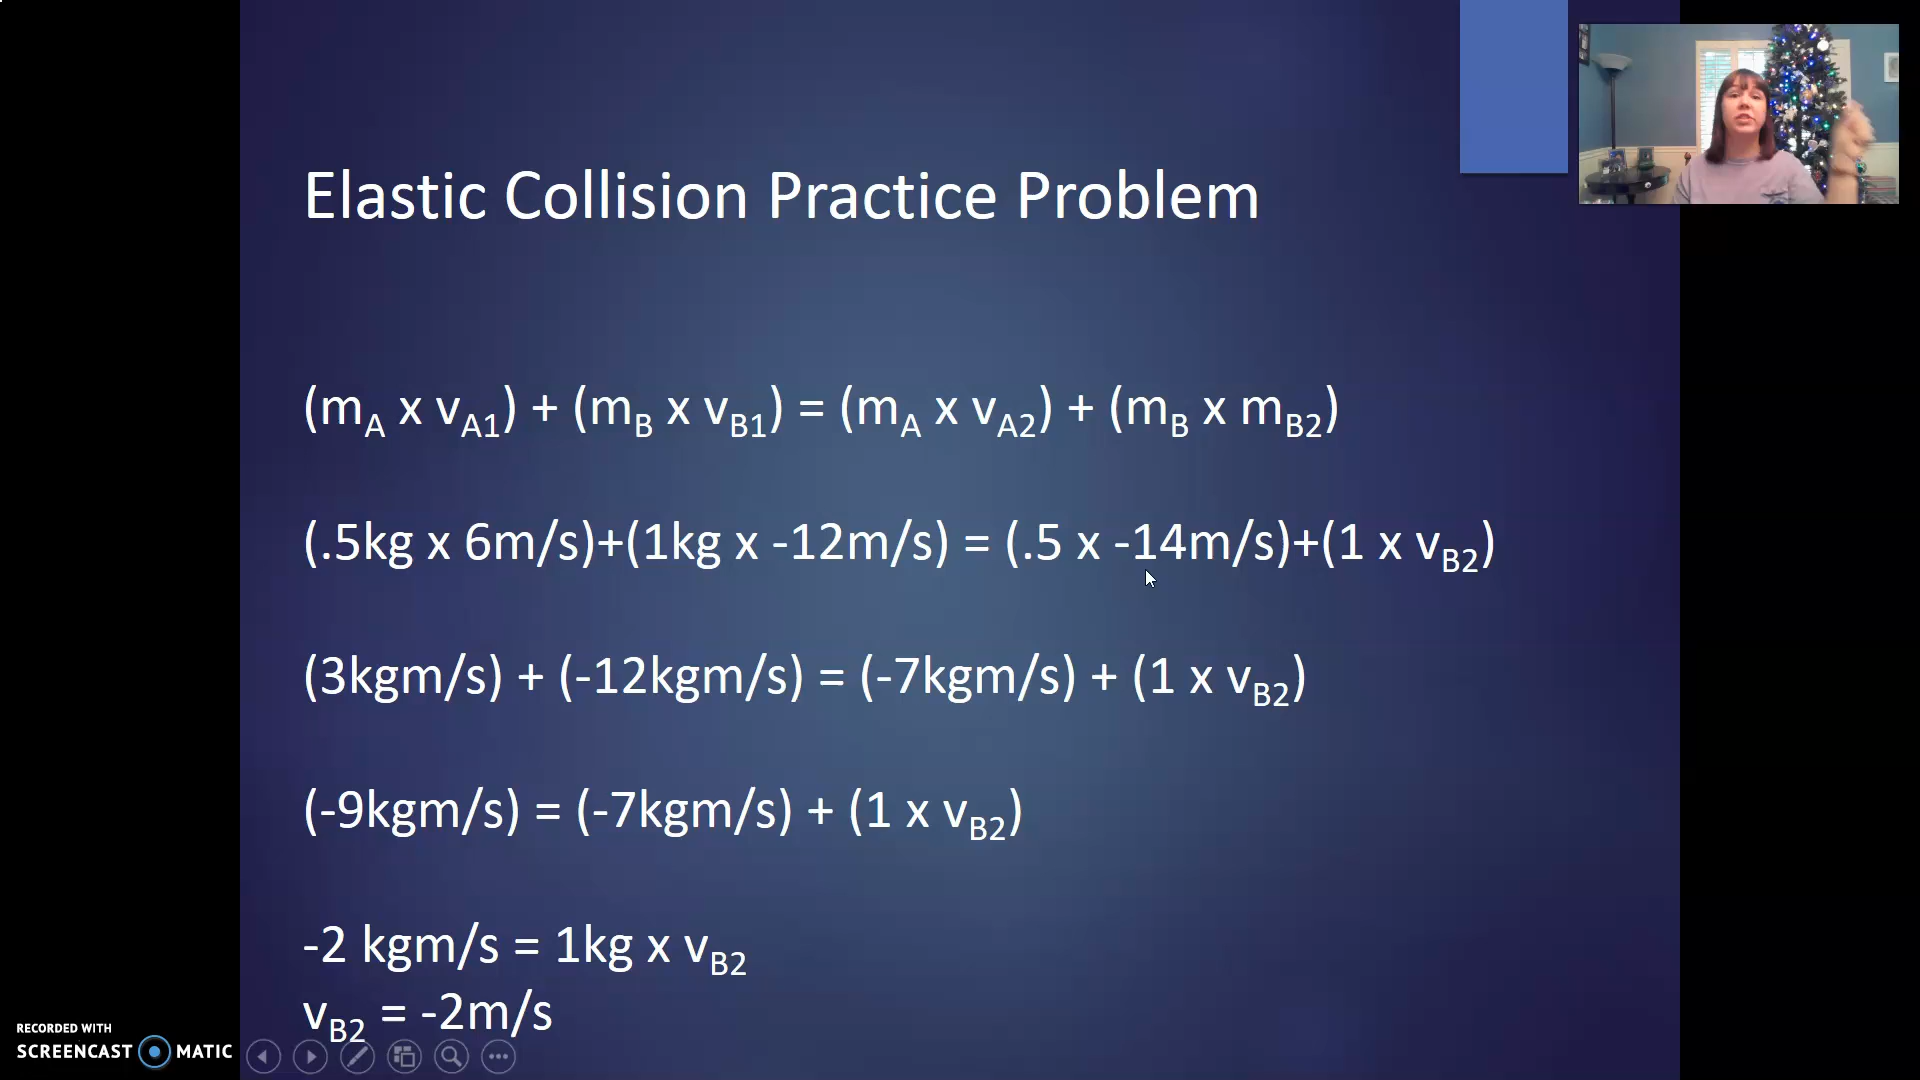 Elastic Collision Practice Problem
(mA x vA1) + (mB x vB1) = (mA x vA2) + (mB x mB2)
(.5kg x 6m/s)+(1kg x -12m/s) = (.5 x -14m/s)+(1 x vB2)
(3kgm/s) + (-12kgm/s) = (-7kgm/s) + (1 x vB2)
(-9kgm/s) = (-7kgm/s) + (1 x vB2)
-2 kgm/s = 1kg x vB2
vB2 = -2m/s
RECORDED WITH
SCREENCAST MATIC